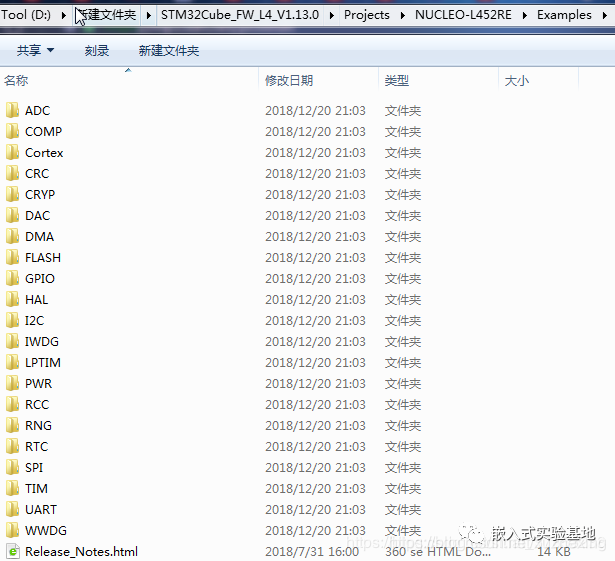 Tool (D:) ▸ 新建文件夹 ▸ STM32Cube_FW_L4_V1.13.0 ▸ Projects ▸ NUCLEO-L452RE ▸ Examples ▸
共享 刻录 新建文件夹
名称 修改日期 类型 大小
ADC 2018/12/20 21:03 文件夹
COMP 2018/12/20 21:03 文件夹
Cortex 2018/12/20 21:03 文件夹
CRC 2018/12/20 21:03 文件夹
CRYP 2018/12/20 21:03 文件夹
DAC 2018/12/20 21:03 文件夹
DMA 2018/12/20 21:03 文件夹
FLASH 2018/12/20 21:03 文件夹
GPIO 2018/12/20 21:03 文件夹
HAL 2018/12/20 21:03 文件夹
I2C 2018/12/20 21:03 文件夹
IWDG 2018/12/20 21:03 文件夹
LPTIM 2018/12/20 21:03 文件夹
PWR 2018/12/20 21:03 文件夹
RCC 2018/12/20 21:03 文件夹
RNG 2018/12/20 21:03 文件夹
RTC 2018/12/20 21:03 文件夹
SPI 2018/12/20 21:03 文件夹
TIM 2018/12/20 21:03 文件夹
UART 2018/12/20 21:03 文件夹
WWDG 2018/12/20 21:03 文件夹
嵌入式实验基地
Release_Notes.html 2018/7/31 16:00 360 se HTML Do... 14 KB